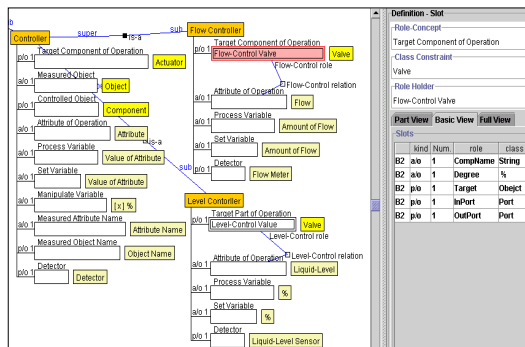 b
super
is-a
sub
Controller
p/o 1
Target Component of Operation
Actuator
a/o 1
Measured Object
Object
a/o 1
Controlled Object
Component
a/o 1
Attribute of Operation
Attribute
is-a
a/o 1
Process Variable
Value of Attribute
a/o 1
Set Variable
Value of Attribute
a/o 1
Manipulate Variable
[x] %
a/o 1
Measured Attribute Name
Attribute Name
a/o 1
Measured Object Name
Object Name
p/o 1
Detector
Detector
Flow Controller
p/o 1
Target Component of Operation
Flow-Control Valve
Valve
Flow-Control role
Flow-Control relation
a/o 1
Attribute of Operation
Flow
a/o 1
Process Variable
Amount of Flow
a/o 1
Set Variable
Amount of Flow
p/o 1
Detector
Flow Meter
sub
Level Contorller
p/o 1
Target Part of Operation
Level-Control Value
Valve
Level-Control role
Level-Control relation
a/o 1
Attribute of Operation
Liquid-Level
a/o 1
Process Variable
%
a/o 1
Set Variable
%
p/o 1
Detector
Liquid-Level Sensor
Definition - Slot
Role-Concept
Target Component of Operation
Class Constraint
Valve
Role Holder
Flow-Control Valve
Part View Basic View Full View
Slots
kind Num. role class
B2 a/o 1 CompName String
B2 a/o 1 Degree %
B2 p/o 1 Target Obejct
B2 p/o 1 InPort Port
B2 p/o 1 OutPort Port